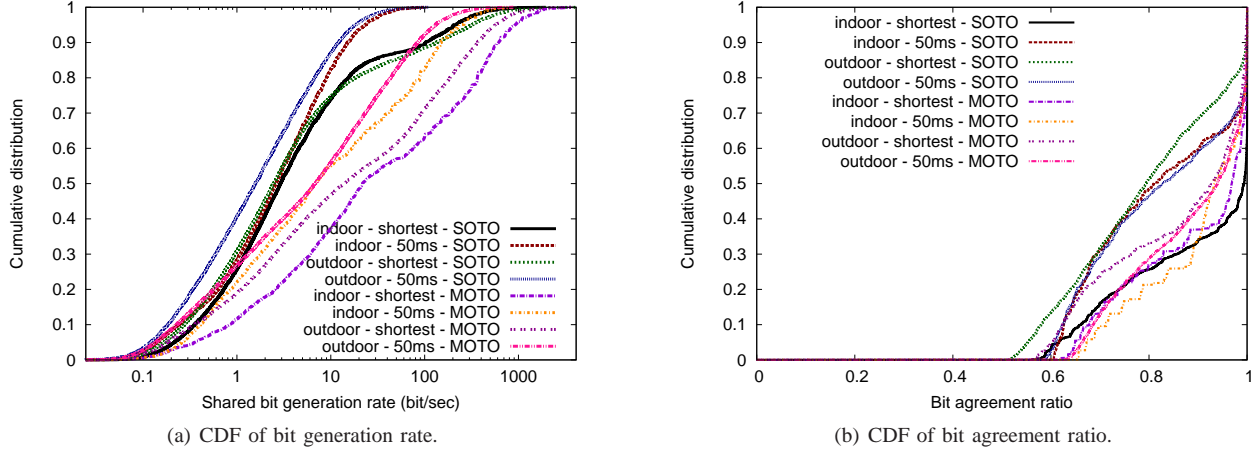 1
0.9
0.8
0.7
0.6
0.5
0.4
0.3
0.2
0.1
0
Cumulative distribution
indoor - shortest - SOTO
indoor - 50ms - SOTO
outdoor - shortest - SOTO
outdoor - 50ms - SOTO
indoor - shortest - MOTO
indoor - 50ms - MOTO
outdoor - shortest - MOTO
outdoor - 50ms - MOTO
0.1 1 10 100 1000
Shared bit generation rate (bit/sec)
(a) CDF of bit generation rate.
1
0.9
0.8
0.7
0.6
0.5
0.4
0.3
0.2
0.1
0
Cumulative distribution
indoor - shortest - SOTO
indoor - 50ms - SOTO
outdoor - shortest - SOTO
outdoor - 50ms - SOTO
indoor - shortest - MOTO
indoor - 50ms - MOTO
outdoor - shortest - MOTO
outdoor - 50ms - MOTO
0 0.2 0.4 0.6 0.8 1
Bit agreement ratio
(b) CDF of bit agreement ratio.